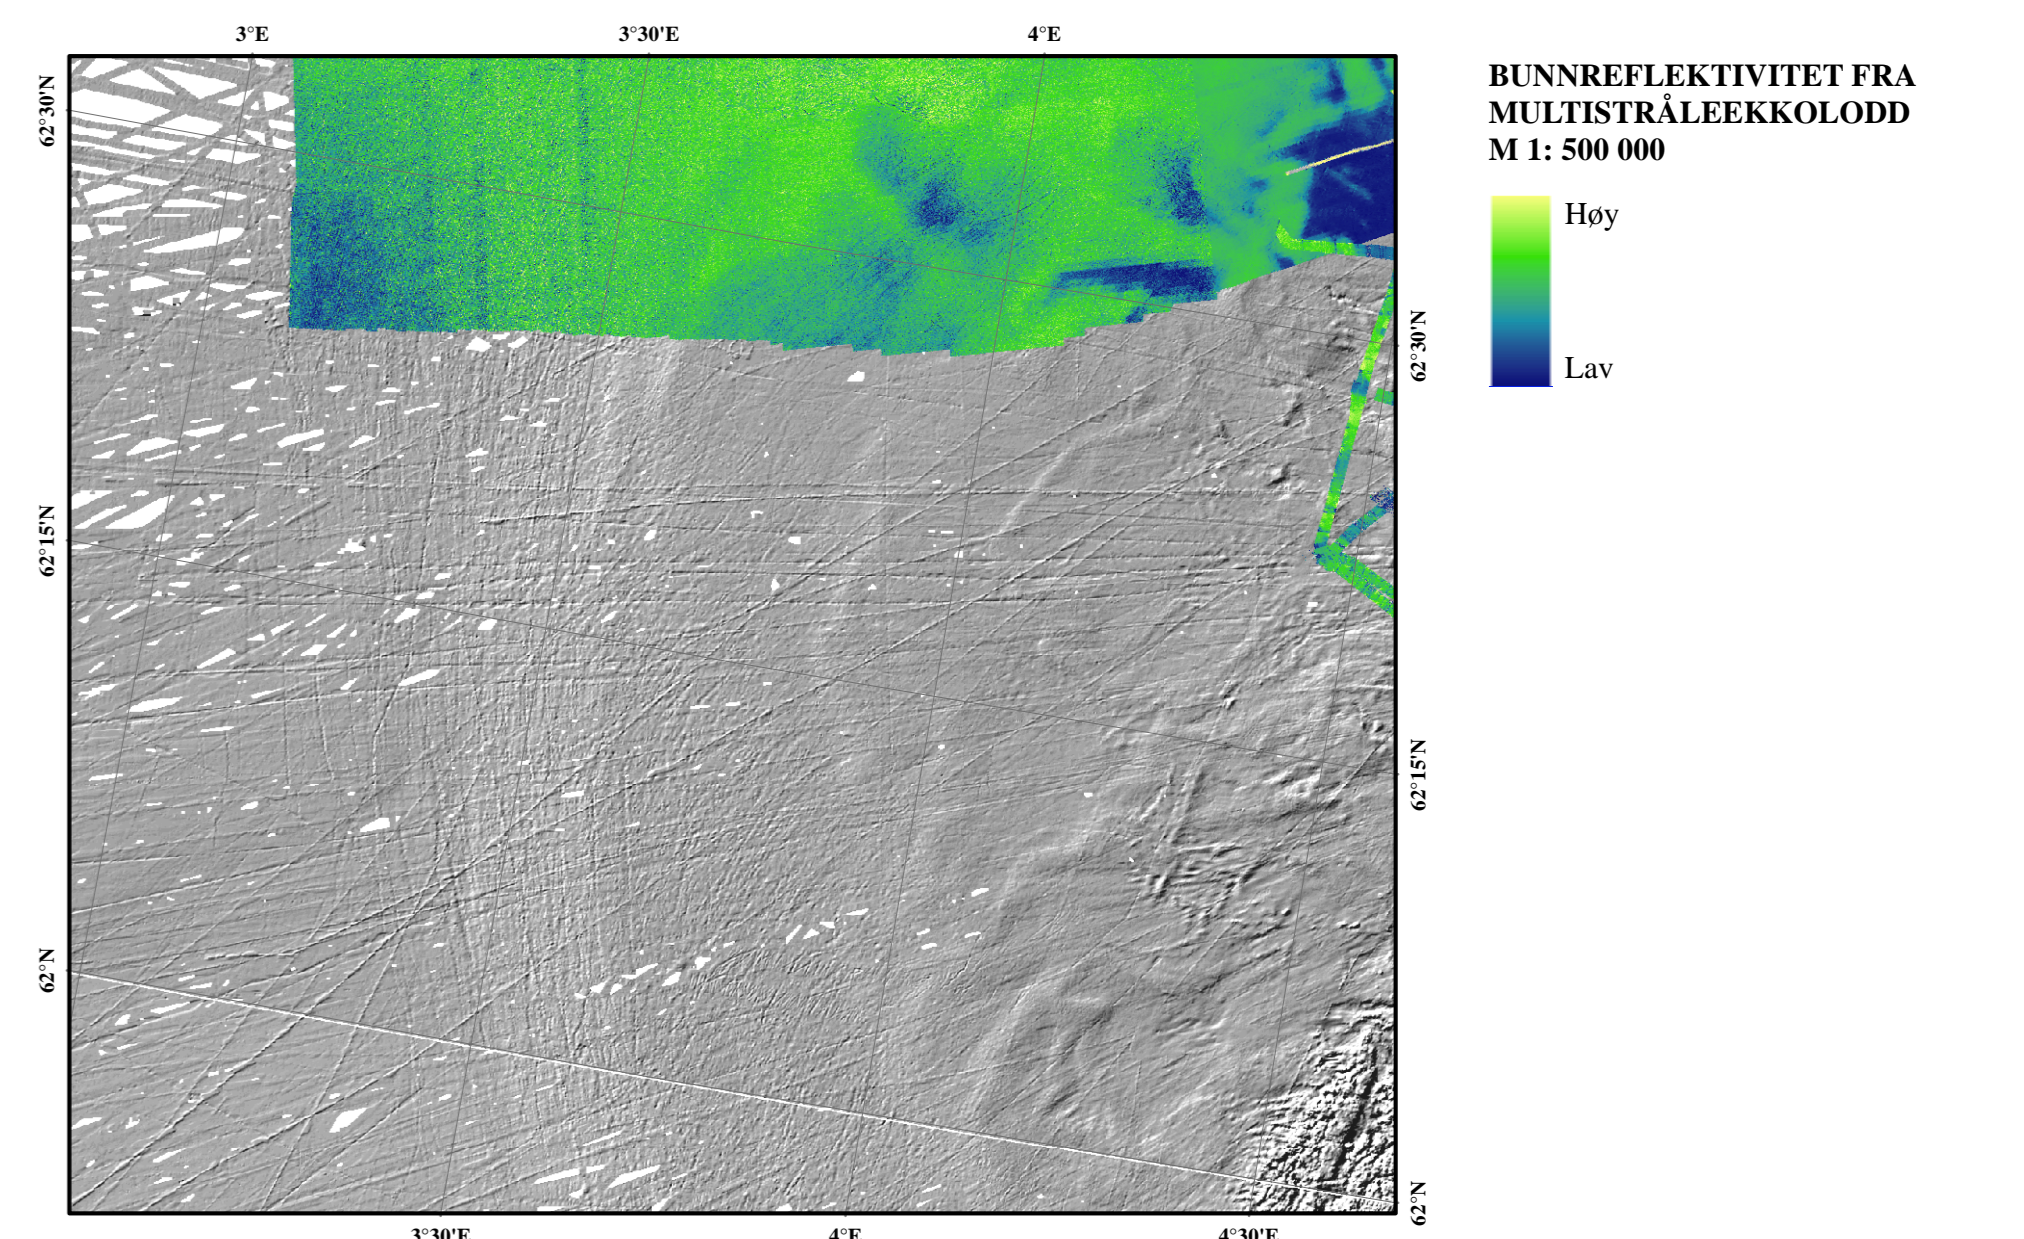 3°E 3°30'E 4°E
BUNNREFLEKTIVITET FRA
MULTISTRÅLEEKKOLODD
M 1: 500 000
Høy
Lav
62°30'N
62°15'N
62°N
62°30'N
62°15'N
62°N
3°30'E 4°E 4°30'E